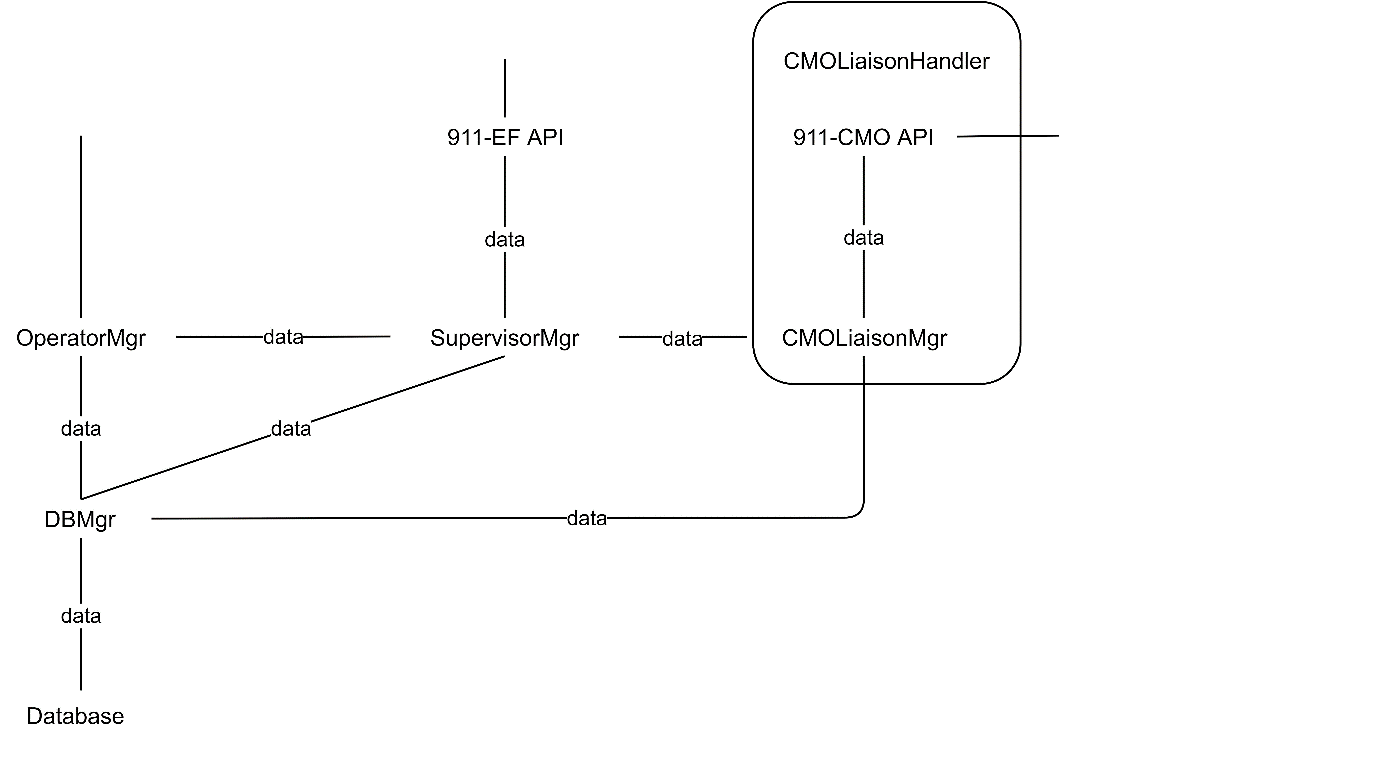 CMOLiaisonHandler
911-EF API
911-CMO API
data
data
OperatorMgr
data
SupervisorMgr
data
CMOLiaisonMgr
data
data
DBMgr
data
data
Database